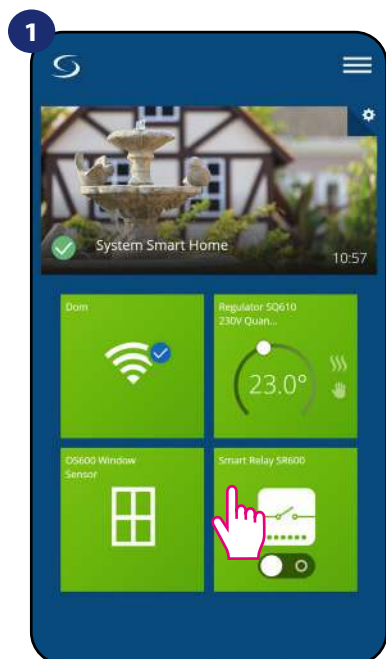 1
System Smart Home
10:57
Dom
Regulator SQ610
230V Quan...
23.0°
OS600 Window
Sensor
Smart Relay SR600